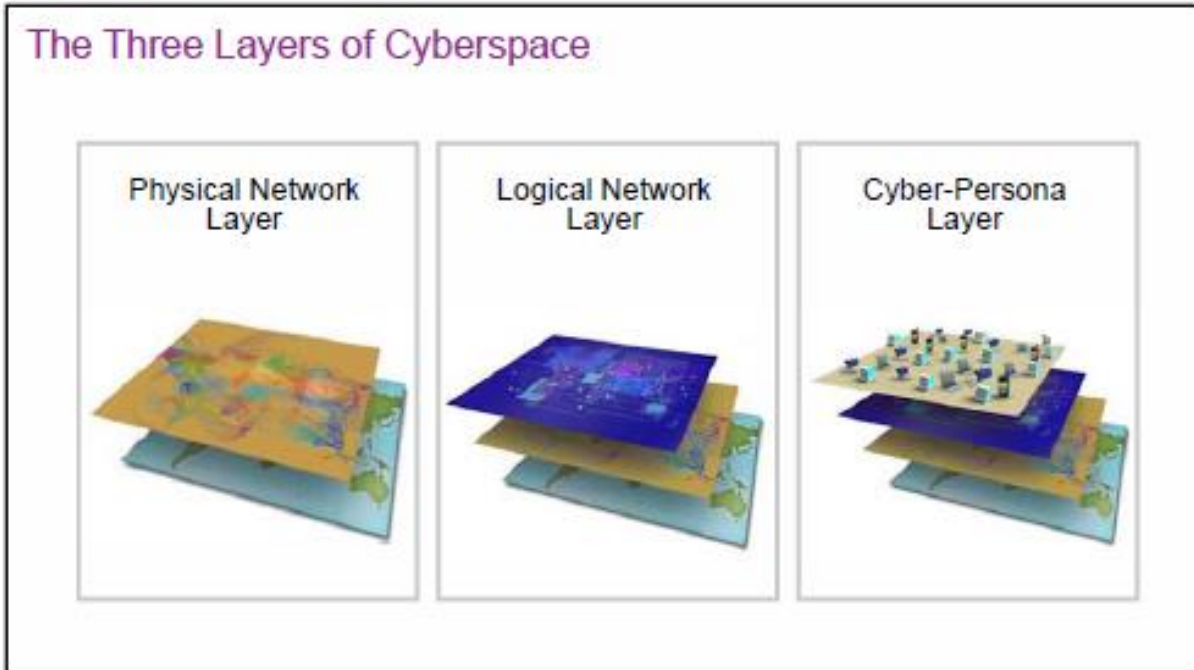 The Three Layers of Cyberspace
Physical Network
Layer
Logical Network
Layer
Cyber-Persona
Layer